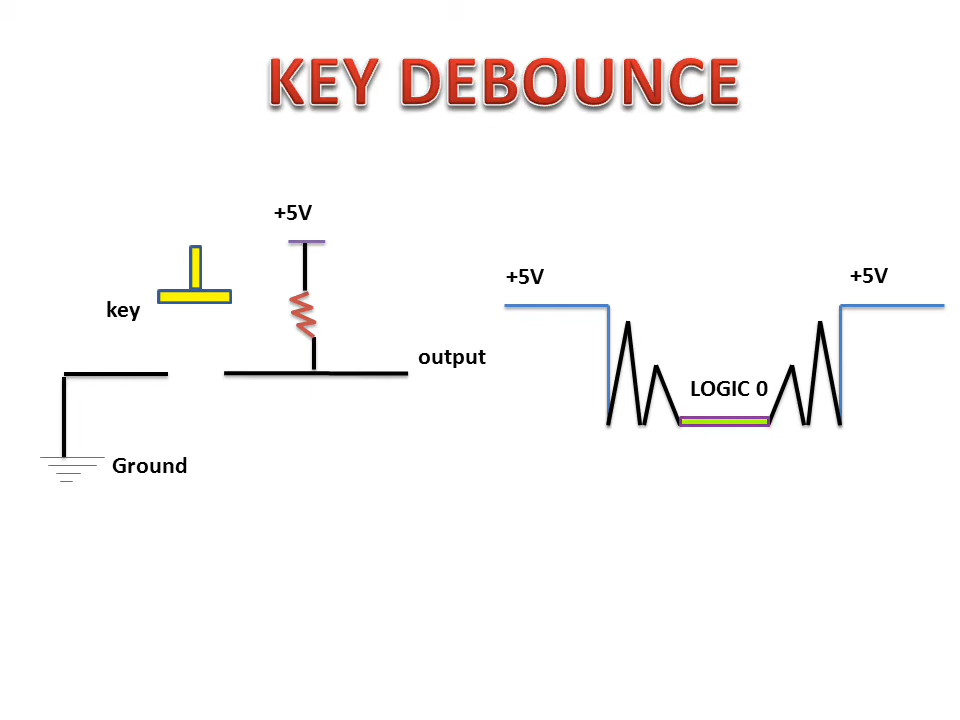 KEY DEBOUNCE
+5V
key
output
Ground
+5V
+5V
LOGIC 0